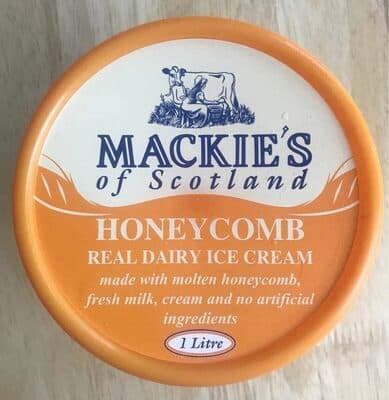 MACKIE'S
of Scotland
HONEYCOMB
REAL DAIRY ICE CREAM
made with molten honeycomb,
fresh milk, cream and no artificial
ingredients
1 Litre